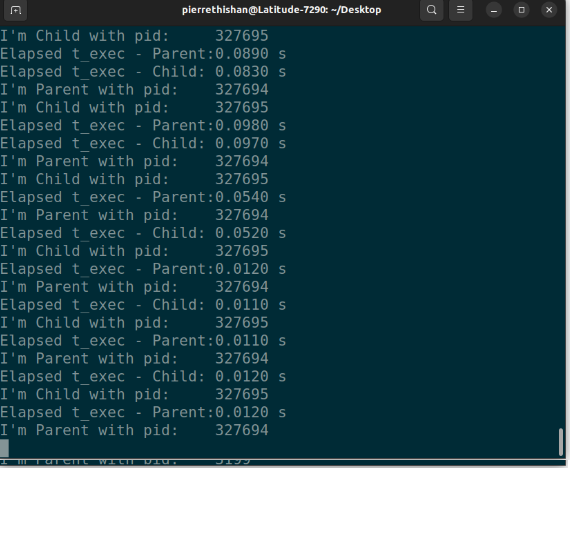 pierrethishan@Latitude-7290: ~/Desktop
I'm Child with pid:     327695
Elapsed t_exec - Parent:0.0890 s
Elapsed t_exec - Child: 0.0830 s
I'm Parent with pid:    327694
I'm Child with pid:     327695
Elapsed t_exec - Parent:0.0980 s
Elapsed t_exec - Child: 0.0970 s
I'm Parent with pid:    327694
I'm Child with pid:     327695
Elapsed t_exec - Parent:0.0540 s
I'm Parent with pid:    327694
Elapsed t_exec - Child: 0.0520 s
I'm Child with pid:     327695
Elapsed t_exec - Parent:0.0120 s
I'm Parent with pid:    327694
Elapsed t_exec - Child: 0.0110 s
I'm Child with pid:     327695
Elapsed t_exec - Parent:0.0110 s
I'm Parent with pid:    327694
Elapsed t_exec - Child: 0.0120 s
I'm Child with pid:     327695
Elapsed t_exec - Parent:0.0120 s
I'm Parent with pid:    327694
I'm Parent with pid: